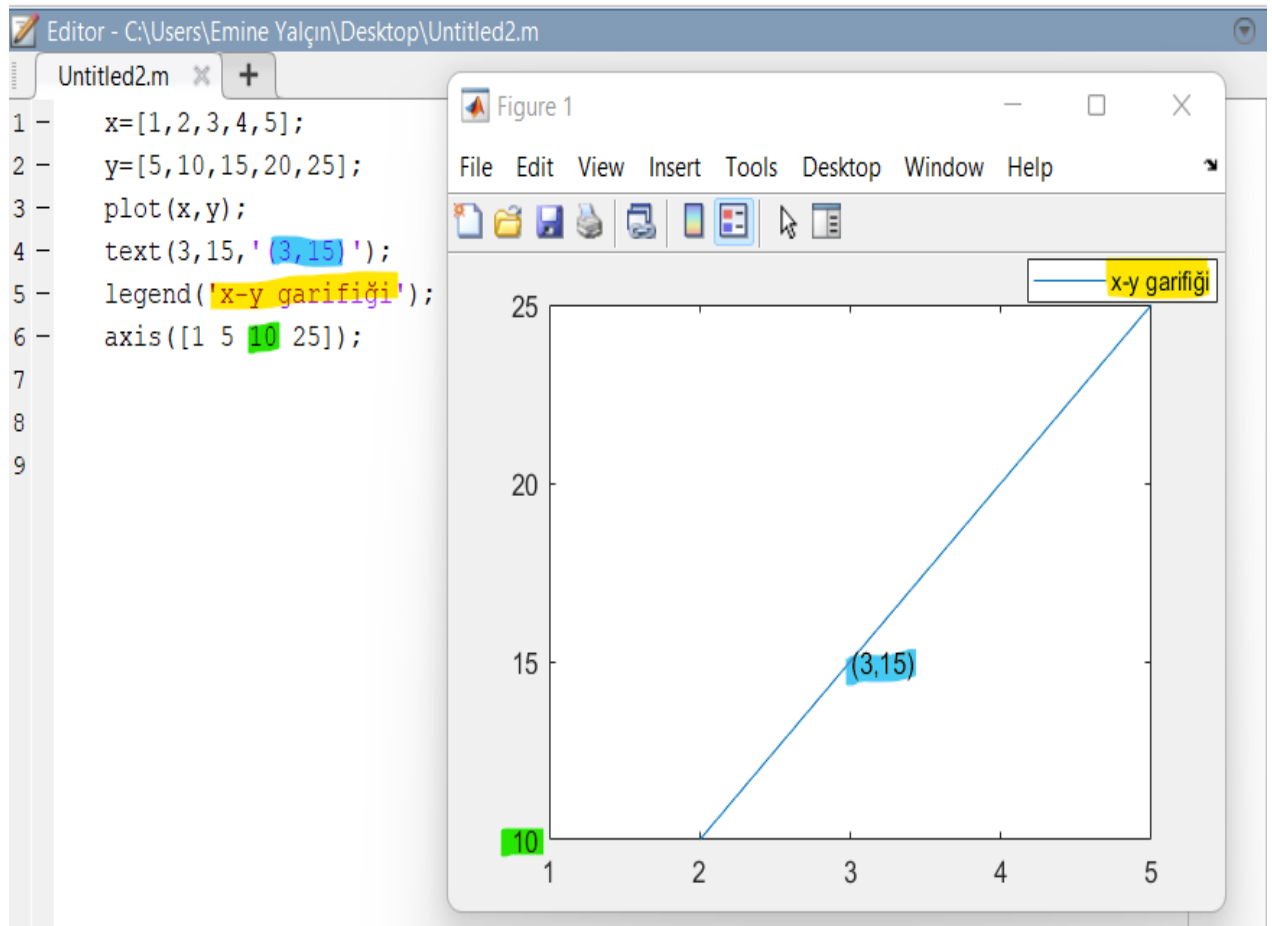 Editor - C:\Users\Emine Yalçın\Desktop\Untitled2.m
Untitled2.m
1 - x=[1,2,3,4,5];
2 - y=[5,10,15,20,25];
3 - plot(x,y);
4 - text(3,15,'(3,15)');
5 - legend('x-y garifiği');
6 - axis([1 5 10 25]);
7
8
9
Figure 1
File Edit View Insert Tools Desktop Window Help
x-y garifiği
25
20
15
(3,15)
10
1 2 3 4 5